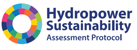 Hydropower
Sustainability
Assessment Protocol